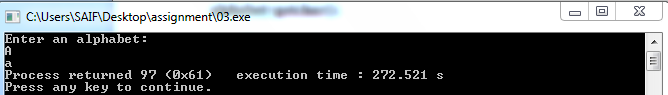 C:\Users\SAIF\Desktop\assignment\03.exe
Enter an alphabet:
A
a
Process returned 97 (0x61)   execution time : 272.521 s
Press any key to continue.